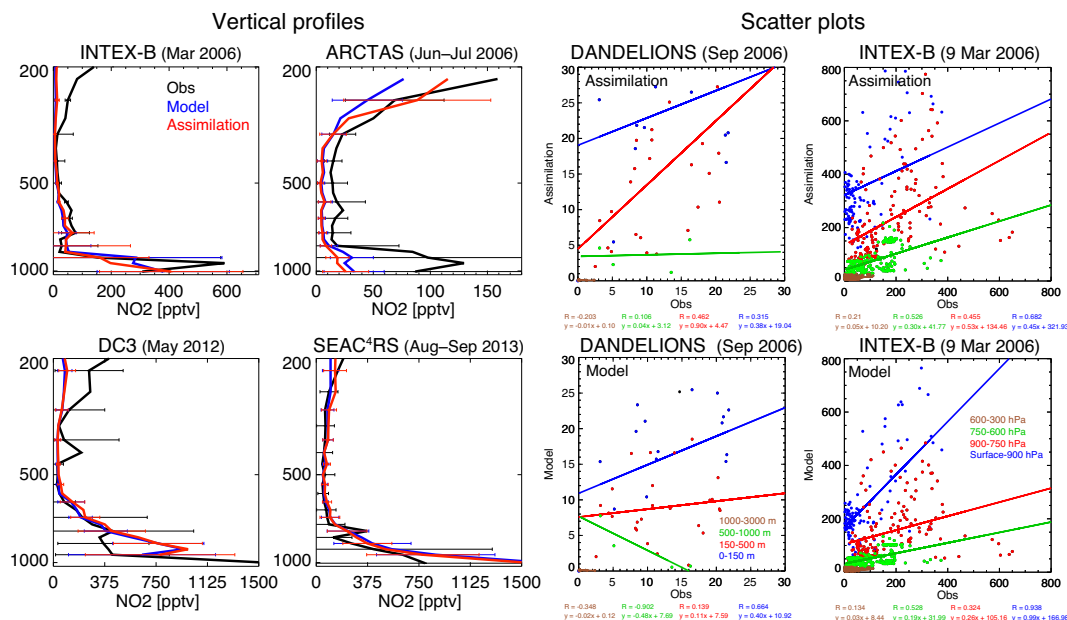 Vertical profiles
Scatter plots
INTEX-B (Mar 2006)
200
500
1000
0 200 400 600 800
NO2 [pptv]
Obs
Model
Assimilation
ARCTAS (Jun–Jul 2006)
0 50 100 150
NO2 [pptv]
DANDELIONS (Sep 2006)
Assimilation
30
25
20
15
10
5
0
0 5 10 15 20 25 30
Assimilation
Obs
R = -0.203 R = 0.106 R = 0.462 R = 0.315
y = -0.01x + 0.10 y = 0.04x + 3.12 y = 0.90x + 4.47 y = 0.38x + 19.04
INTEX-B (9 Mar 2006)
Assimilation
800
600
400
200
0
0 200 400 600 800
Assimilation
Obs
R = 0.21 R = 0.526 R = 0.455 R = 0.682
y = 0.05x + 10.20 y = 0.30x + 41.77 y = 0.53x + 134.46 y = 0.45x + 321.93
DC3 (May 2012)
200
500
1000
0 375 750 1125 1500
NO2 [pptv]
SEAC⁴RS (Aug–Sep 2013)
0 375 750 1125 1500
NO2 [pptv]
DANDELIONS (Sep 2006)
Model
30
25
20
15
10
5
0
0 5 10 15 20 25 30
Model
Obs
1000-3000 m
500-1000 m
150-500 m
0-150 m
R = -0.348 R = -0.902 R = 0.139 R = 0.664
y = -0.02x + 0.12 y = -0.48x + 7.69 y = 0.11x + 7.59 y = 0.40x + 10.92
INTEX-B (9 Mar 2006)
Model
800
600
400
200
0
0 200 400 600 800
Model
Obs
600-300 hPa
750-600 hPa
900-750 hPa
Surface-900 hPa
R = 0.134 R = 0.528 R = 0.324 R = 0.938
y = 0.03x + 8.44 y = 0.19x + 31.99 y = 0.26x + 105.16 y = 0.99x + 166.98